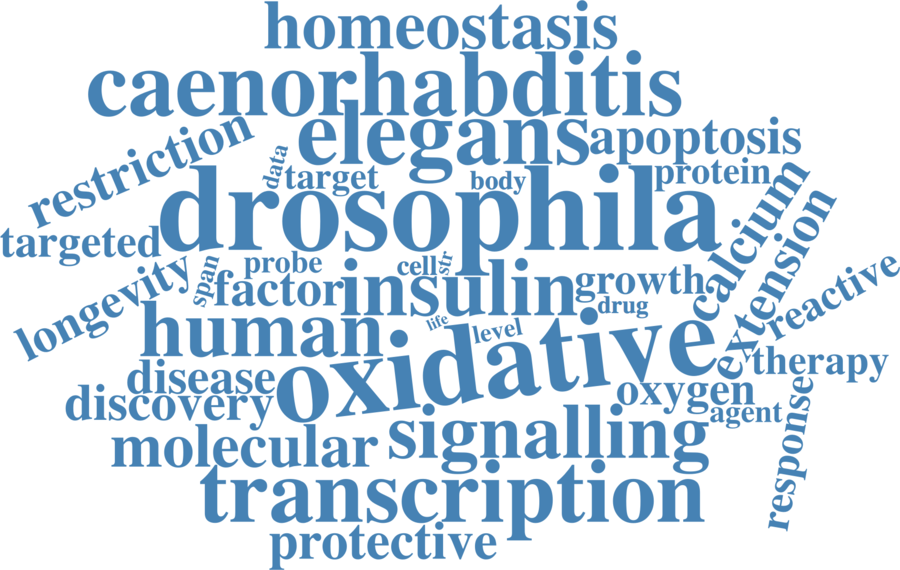 homeostasis
caenorhabditis
elegans
apoptosis
restriction
data
target
body
protein
drosophila
calcium
extension
targeted
longevity
span
probe
factor
cell
str
insulin
growth
drug
reactive
human
life
level
oxidative
disease
discovery
oxygen
therapy
agent
response
molecular
signalling
transcription
protective